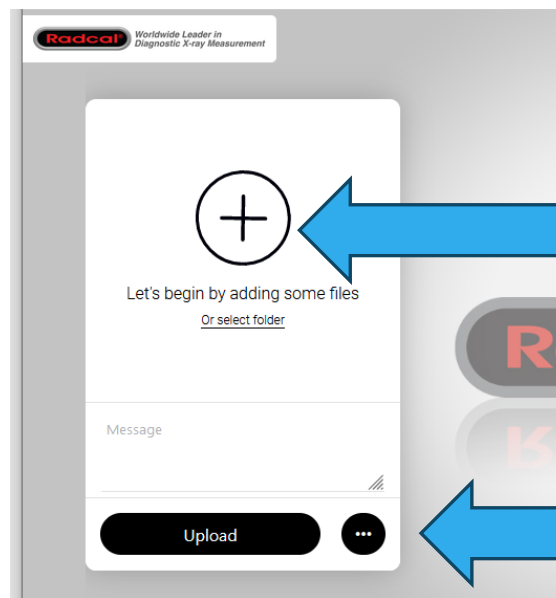 Radcal®
Worldwide Leader in
Diagnostic X-ray Measurement
Let's begin by adding some files
Or select folder
R
Message
Upload